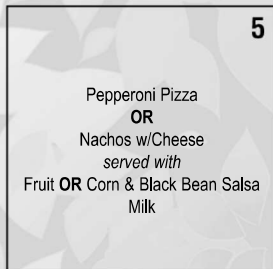 5
Pepperoni Pizza
OR
Nachos w/Cheese
served with
Fruit OR Corn & Black Bean Salsa
Milk